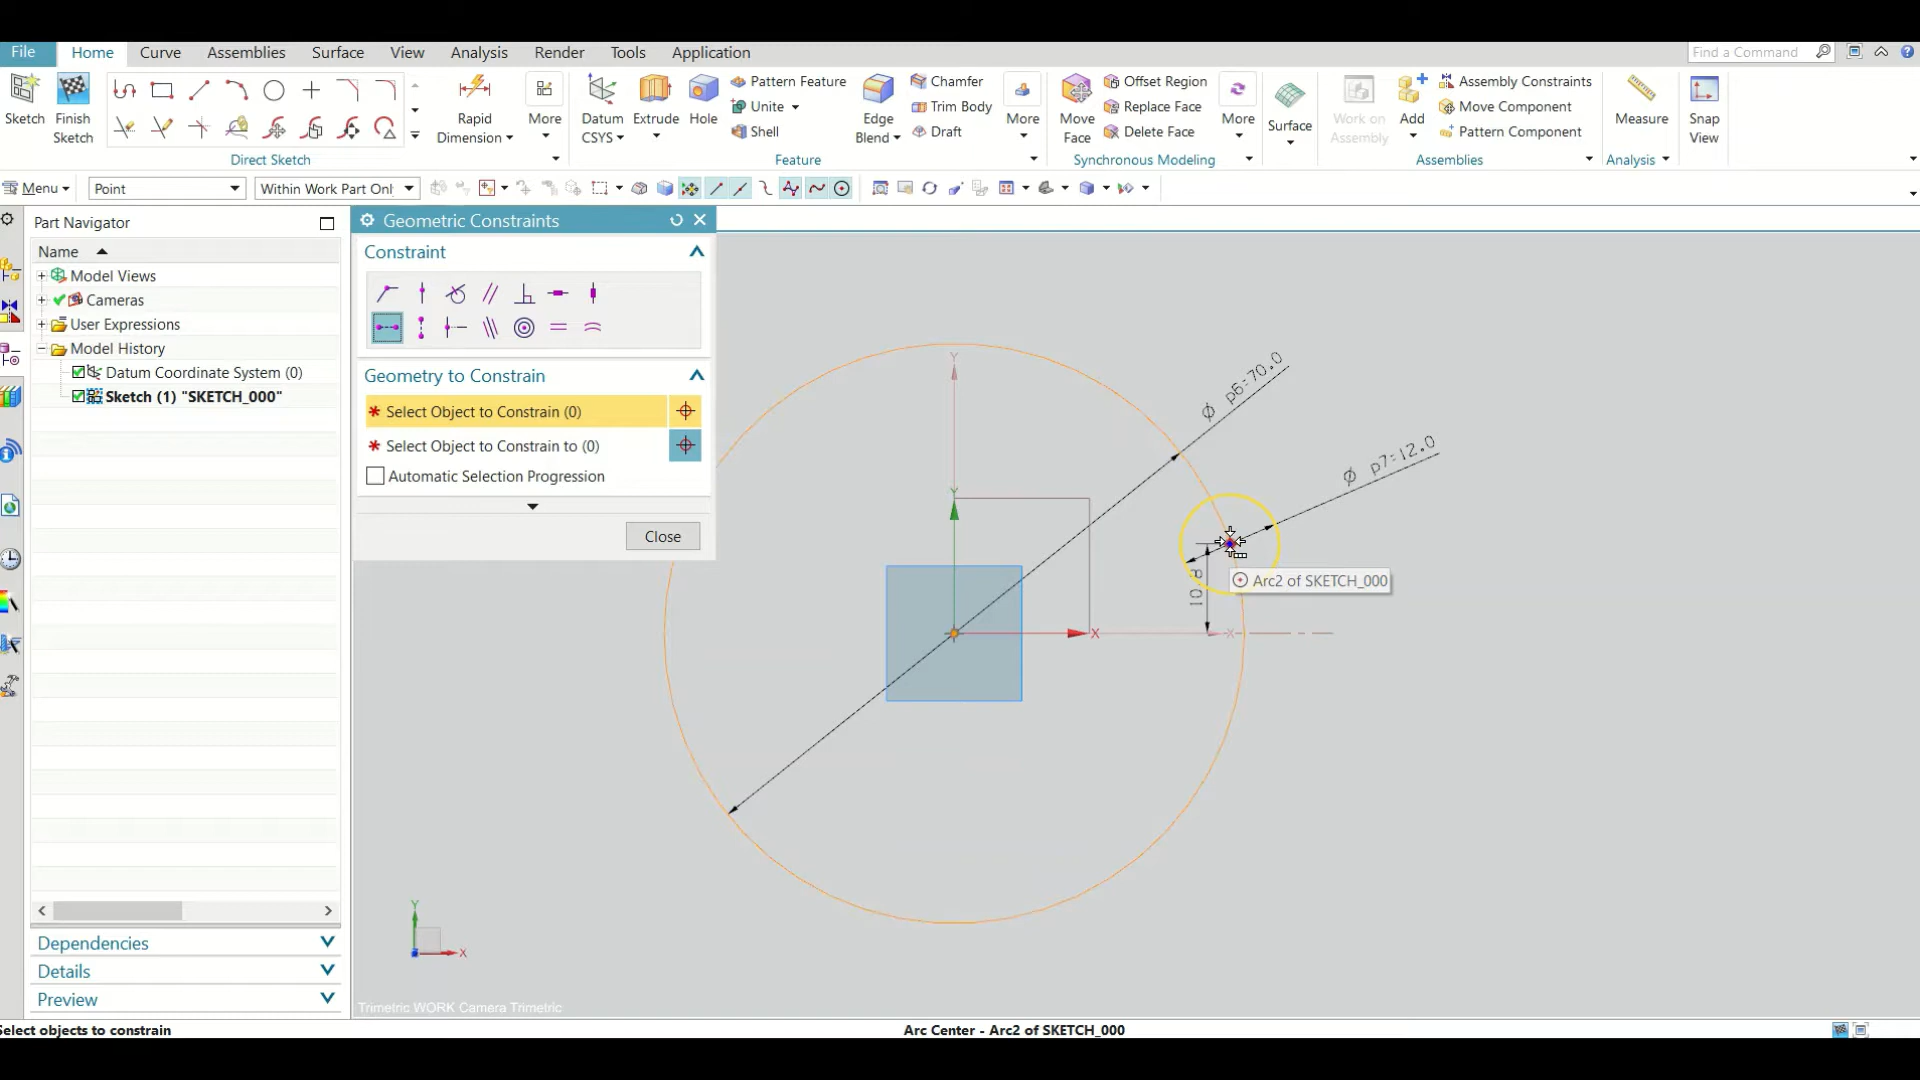 File Home Curve Assemblies Surface View Analysis Render Tools Application Find a Command
Sketch Finish Sketch
Direct Sketch
Rapid Dimension
More
Datum CSYS Extrude Hole
Pattern Feature
Unite
Shell
Edge Blend
Chamfer
Trim Body
Draft
More
Feature
Move Face
Offset Region
Replace Face
Delete Face
More
Synchronous Modeling
Surface
Work on Assembly
Add
Assembly Constraints
Move Component
Pattern Component
Assemblies
Measure
Analysis
Snap View
Menu Point Within Work Part Onl
Part Navigator
Name
Model Views
Cameras
User Expressions
Model History
Datum Coordinate System (0)
Sketch (1) "SKETCH_000"
Dependencies
Details
Preview
Geometric Constraints
Constraint
Geometry to Constrain
* Select Object to Constrain (0)
* Select Object to Constrain to (0)
Automatic Selection Progression
Close
Y
Y
X
X
Ø p6=70.0
Ø p7=12.0
Arc2 of SKETCH_000
Y
X
Trimetric WORK Camera Trimetric
Select objects to constrain
Arc Center - Arc2 of SKETCH_000